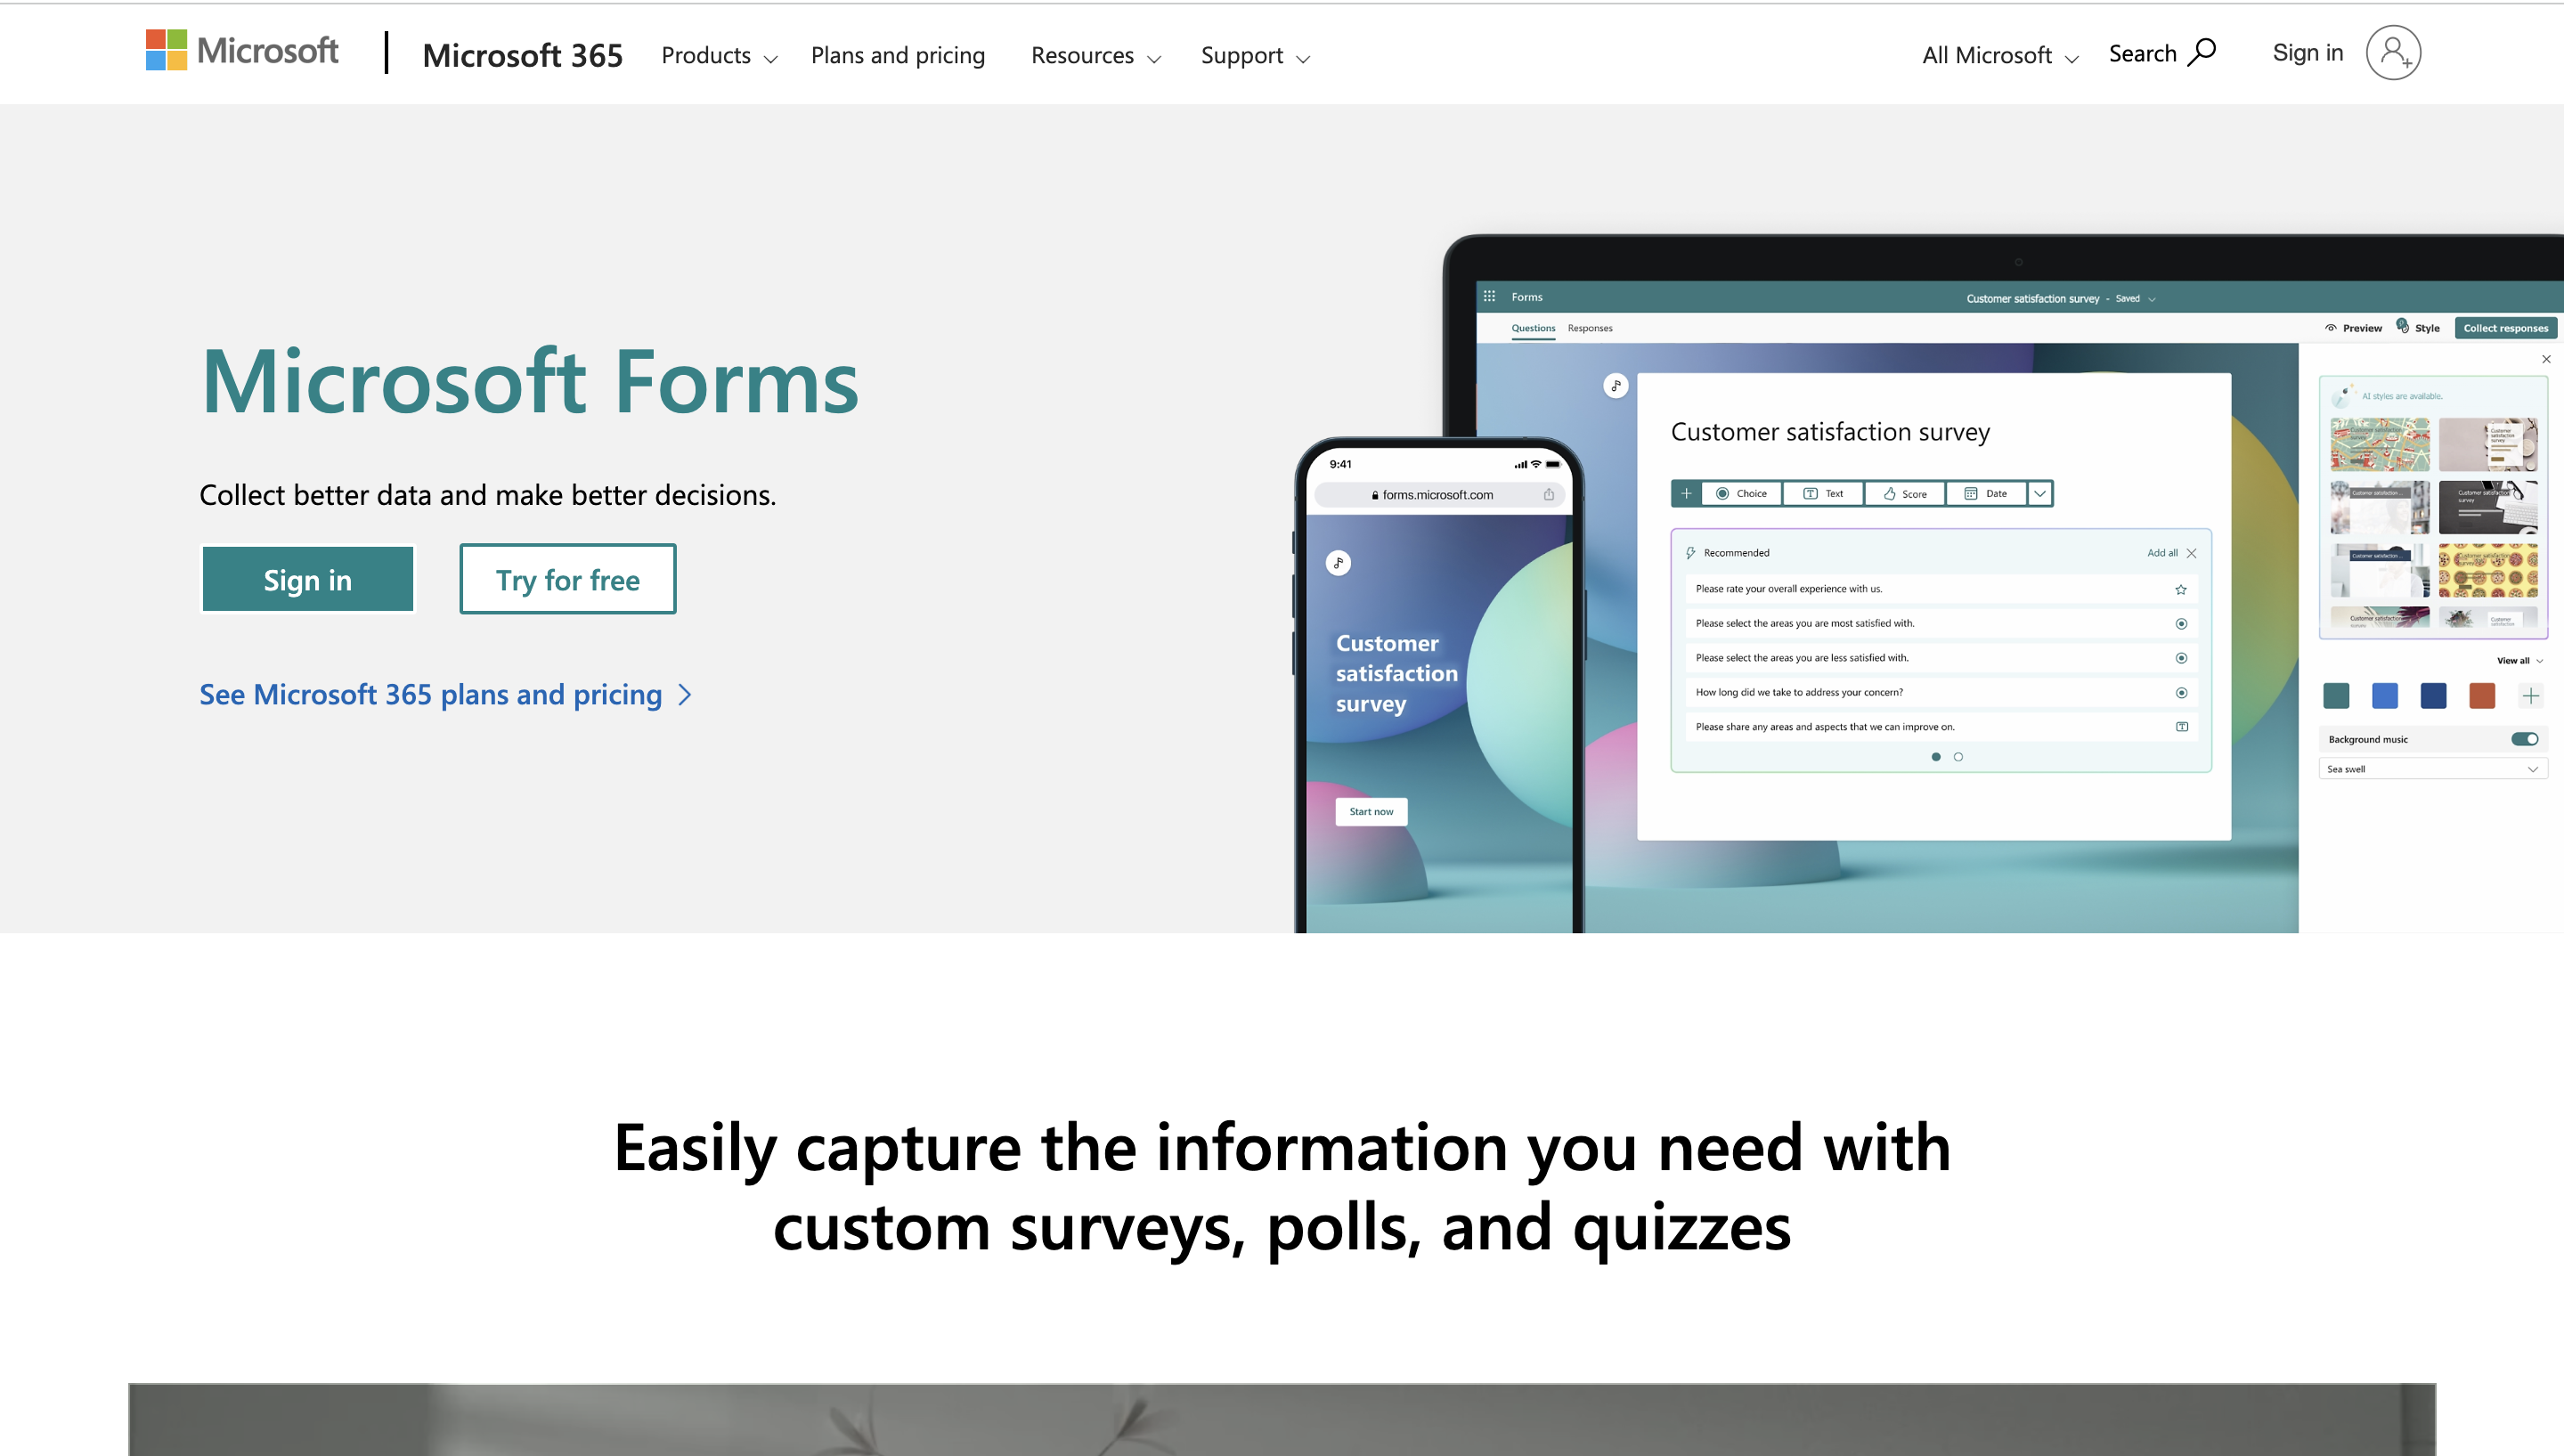 Microsoft
Microsoft 365
Products
Plans and pricing
Resources
Support
All Microsoft
Search
Sign in
Microsoft Forms
Collect better data and make better decisions.
Sign in
Try for free
See Microsoft 365 plans and pricing
9:41
forms.microsoft.com
Customer
satisfaction
survey
Start now
Forms
Customer satisfaction survey - Saved
Questions
Responses
Preview
Style
Collect responses
Customer satisfaction survey
Choice
Text
Score
Date
Recommended
Add all
Please rate your overall experience with us.
Please select the areas you are most satisfied with.
Please select the areas you are less satisfied with.
How long did we take to address your concern?
Please share any areas and aspects that we can improve on.
AI styles are available.
View all
Background music
Sea swell
Easily capture the information you need with
custom surveys, polls, and quizzes